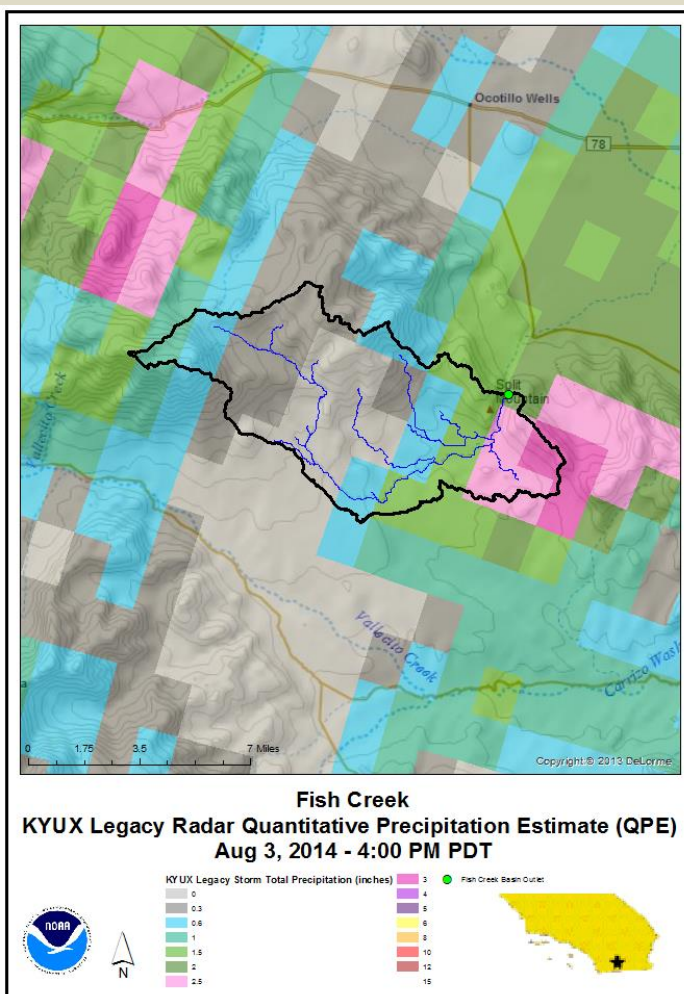 Ocotillo Wells
78
Split
Mountain
Vallecito Creek
Vallecito Creek
Carrizo Wash
0 1.75 3.5 7 Miles
Copyright © 2013 DeLorme
Fish Creek
KYUX Legacy Radar Quantitative Precipitation Estimate (QPE)
Aug 3, 2014 - 4:00 PM PDT
KYUX Legacy Storm Total Precipitation (inches)
0
0.3
0.6
1
1.5
2
2.5
3
4
5
6
8
10
12
15
Fish Creek Basin Outlet
NOAA
N